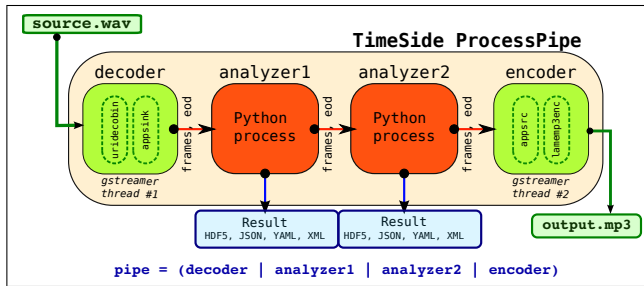 source.wav
TimeSide ProcessPipe
decoder
analyzer1
analyzer2
encoder
uridecobin
appsink
frames, eod
Python
process
frames, eod
Python
process
frames, eod
appsrc
lamemp3enc
gstreamer
thread #1
gstreamer
thread #2
Result
HDF5, JSON, YAML, XML
Result
HDF5, JSON, YAML, XML
output.mp3
pipe = (decoder | analyzer1 | analyzer2 | encoder)